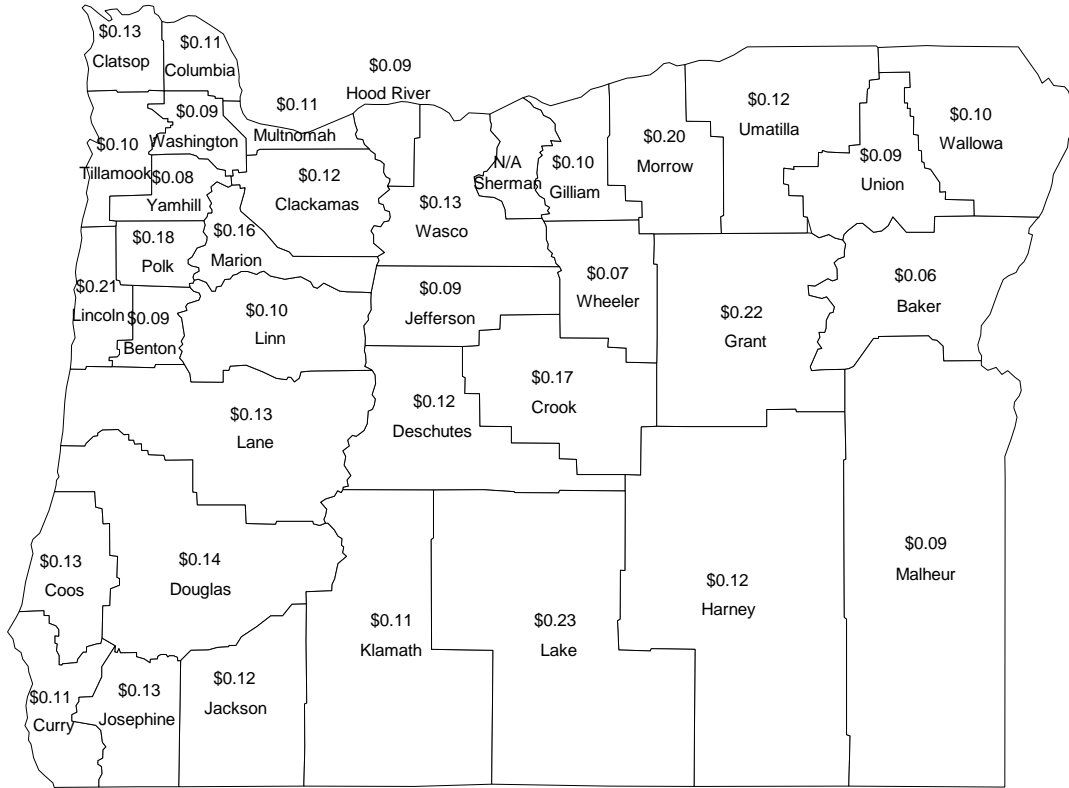 $0.13
Clatsop
$0.11
Columbia
$0.09
Hood River
$0.11
Multnomah
$0.09
Washington
$0.10
Tillamook
$0.08
Yamhill
$0.12
Clackamas
N/A
Sherman
$0.10
Gilliam
$0.20
Morrow
$0.12
Umatilla
$0.09
Union
$0.10
Wallowa
$0.13
Wasco
$0.18
Polk
$0.16
Marion
$0.21
Lincoln
$0.09
Benton
$0.10
Linn
$0.09
Jefferson
$0.07
Wheeler
$0.22
Grant
$0.06
Baker
$0.13
Lane
$0.12
Deschutes
$0.17
Crook
$0.13
Coos
$0.14
Douglas
$0.11
Klamath
$0.23
Lake
$0.12
Harney
$0.09
Malheur
$0.11
Curry
$0.13
Josephine
$0.12
Jackson